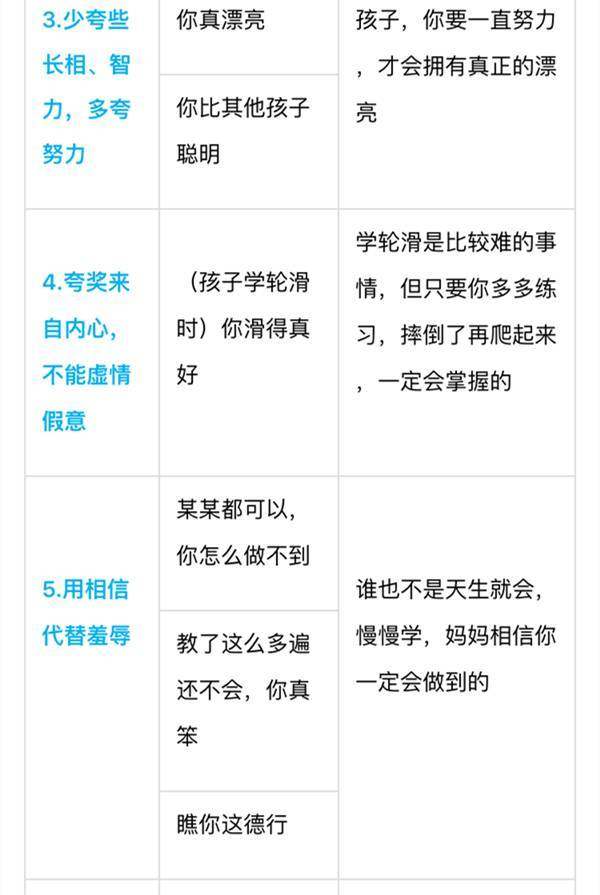 3.少夸些
长相、智
力，多夸
努力
你真漂亮
你比其他孩子
聪明
孩子，你要一直努力
，才会拥有真正的漂
亮
4.夸奖来
自内心，
不能虚情
假意
（孩子学轮滑
时）你滑得真
好
学轮滑是比较难的事
情，但只要你多多练
习，摔倒了再爬起来
，一定会掌握的
5.用相信
代替羞辱
某某都可以，
你怎么做不到
教了这么多遍
还不会，你真
笨
瞧你这德行
谁也不是天生就会，
慢慢学，妈妈相信你
一定会做到的